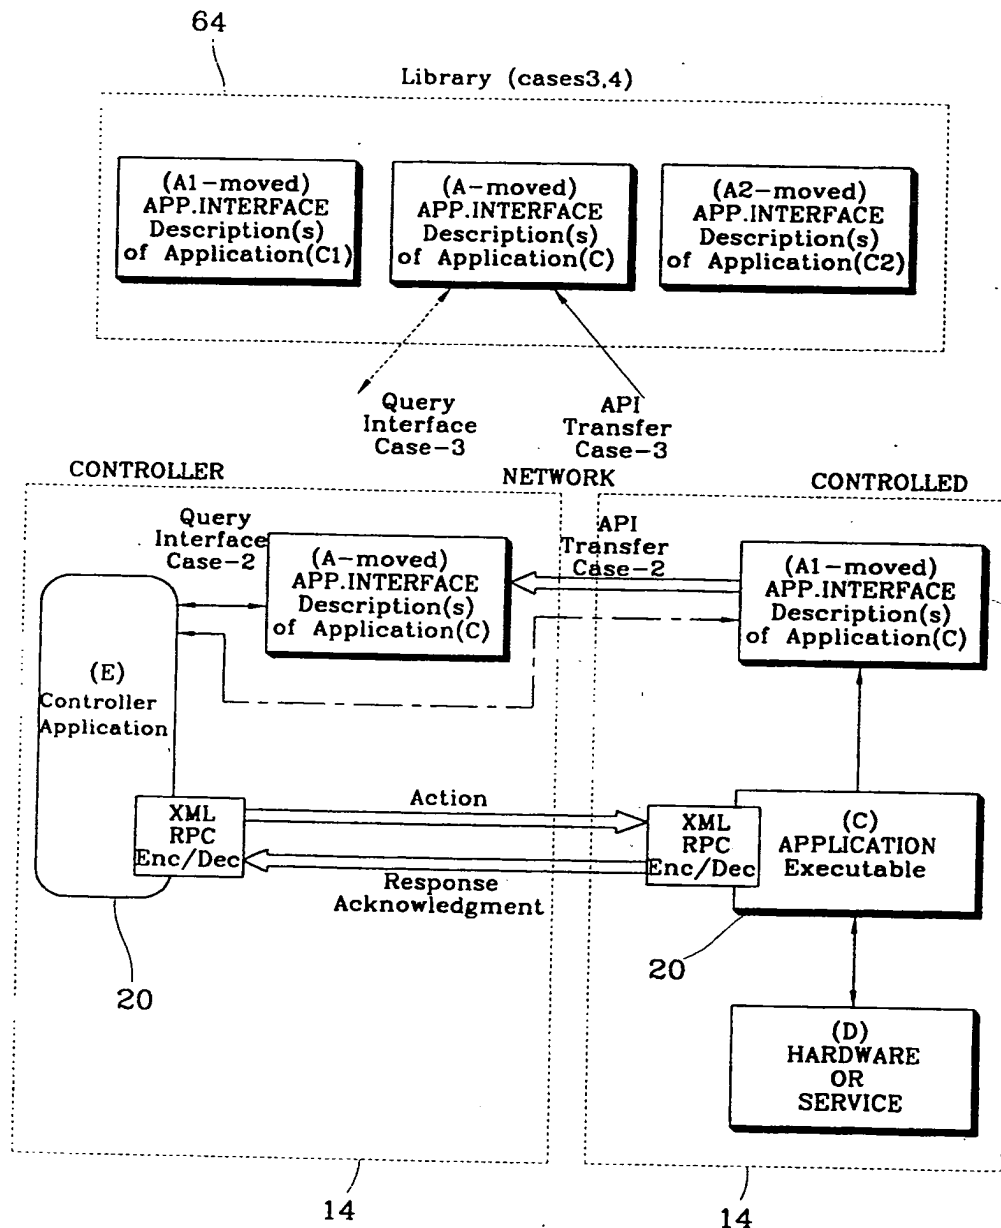 64
Library (cases3,4)
(A1-moved)
APP.INTERFACE
Description(s)
of Application(C1)
(A-moved)
APP.INTERFACE
Description(s)
of Application(C)
(A2-moved)
APP.INTERFACE
Description(s)
of Application(C2)
Query
Interface
Case-3
API
Transfer
Case-3
CONTROLLER
NETWORK
CONTROLLED
Query
Interface
Case-2
(A-moved)
APP.INTERFACE
Description(s)
of Application(C)
API
Transfer
Case-2
(A1-moved)
APP.INTERFACE
Description(s)
of Application(C)
(E)
Controller
Application
XML
RPC
Enc/Dec
Action
Response
Acknowledgment
XML
RPC
Enc/Dec
(C)
APPLICATION
Executable
20
20
(D)
HARDWARE
OR
SERVICE
14
14